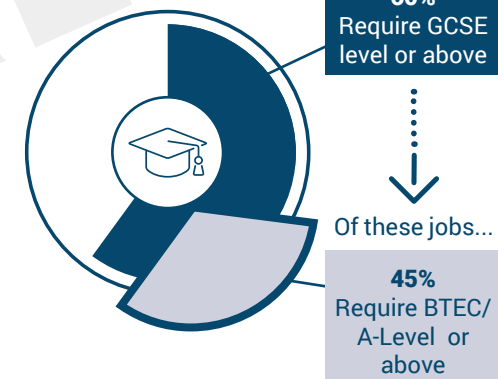 Require GCSE
level or above
Of these jobs...
45%
Require BTEC/
A-Level or
above